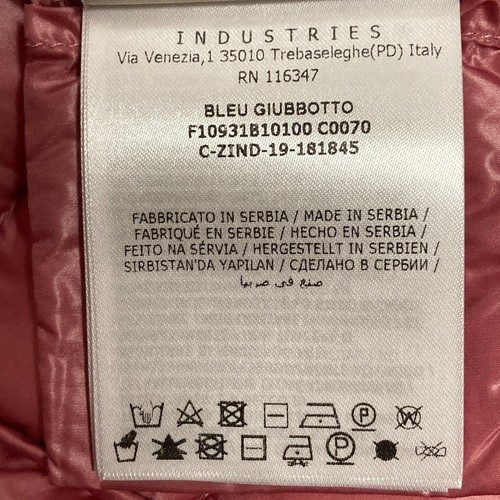 INDUSTRIES
Via Venezia,1 35010 Trebaseleghe(PD) Italy
RN 116347
BLEU GIUBBOTTO
F10931B10100 C0070
C-ZIND-19-181845
FABBRICATO IN SERBIA / MADE IN SERBIA /
FABRIQUÉ EN SERBIE / HECHO EN SERBIA /
FEITO NA SÉRVIA / HERGESTELLT IN SERBIEN /
SIRBISTAN'DA YAPILAN / СДЕЛАНО В СЕРБИИ /
صنع في صربيا
P W
P